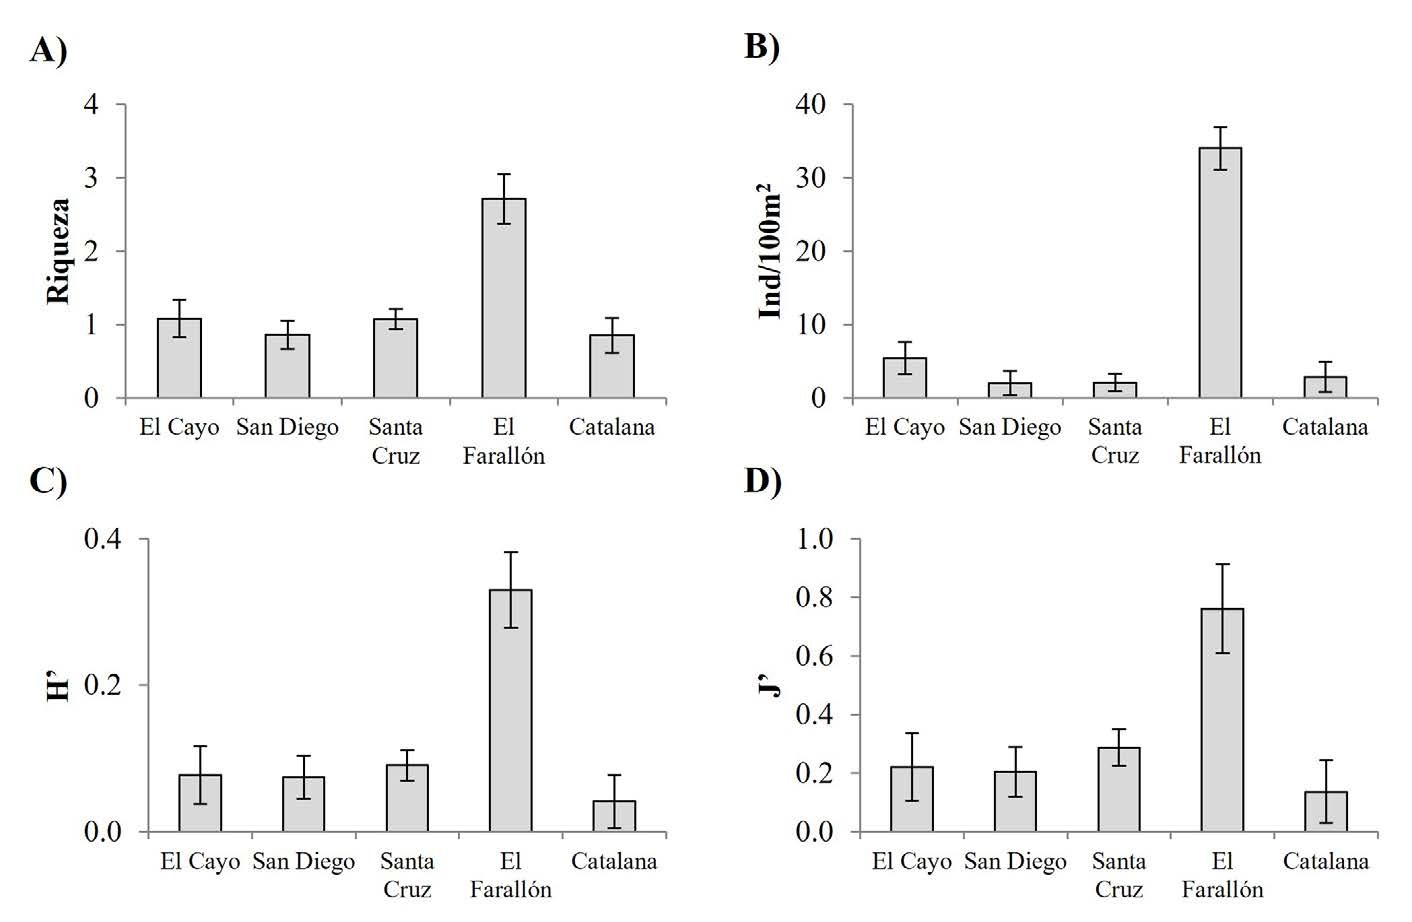 A)
Riqueza
4
3
2
1
0
El Cayo San Diego Santa Cruz El Farallón Catalana
B)
Ind/100m²
40
30
20
10
0
El Cayo San Diego Santa Cruz El Farallón Catalana
C)
H’
0.4
0.2
0.0
El Cayo San Diego Santa Cruz El Farallón Catalana
D)
J’
1.0
0.8
0.6
0.4
0.2
0.0
El Cayo San Diego Santa Cruz El Farallón Catalana